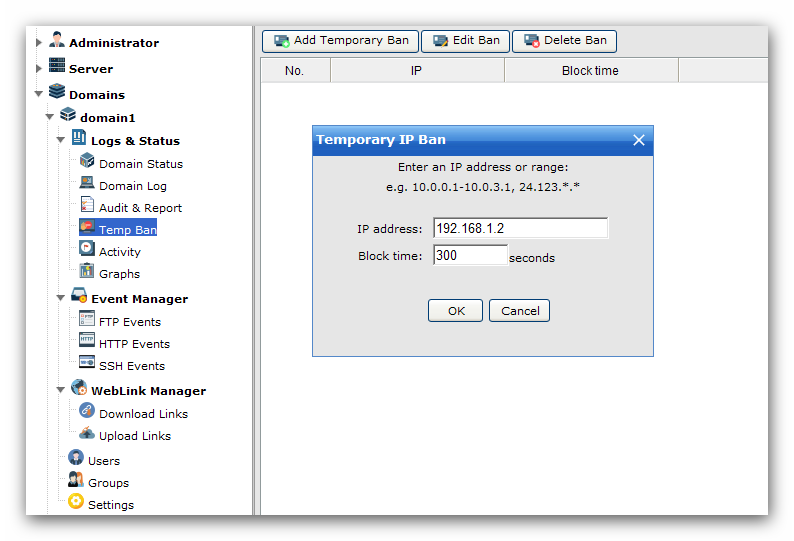 Administrator
Server
Domains
domain1
Logs & Status
Domain Status
Domain Log
Audit & Report
Temp Ban
Activity
Graphs
Event Manager
FTP Events
HTTP Events
SSH Events
WebLink Manager
Download Links
Upload Links
Users
Groups
Settings
Add Temporary Ban Edit Ban Delete Ban
No. IP Block time
Temporary IP Ban
Enter an IP address or range:
e.g. 10.0.0.1-10.0.3.1, 24.123.*.*
IP address: 192.168.1.2
Block time: 300 seconds
OK Cancel